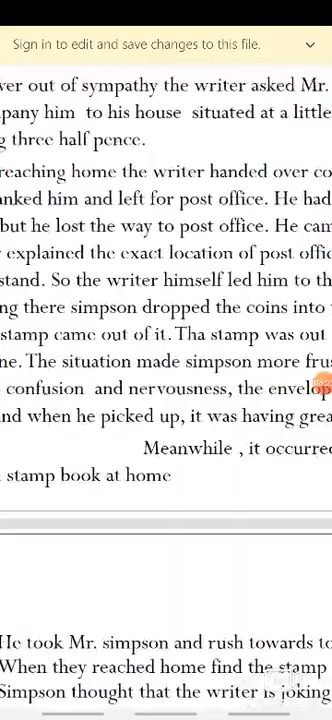 Sign in to edit and save changes to this file.
ver out of sympathy the writer asked Mr.
pany him to his house situated at a little
g three half pence.
reaching home the writer handed over co
anked him and left for post office. He had
but he lost the way to post office. He cam
explained the exact location of post offic
stand. So the writer himself led him to th
ng there simpson dropped the coins into
stamp came out of it. Tha stamp was out
ne. The situation made simpson more frus
confusion and nervousness, the envelop
and when he picked up, it was having grea
Meanwhile , it occurred
stamp book at home
He took Mr. simpson and rush towards to
When they reached home find the stamp
Simpson thought that the writer is joking